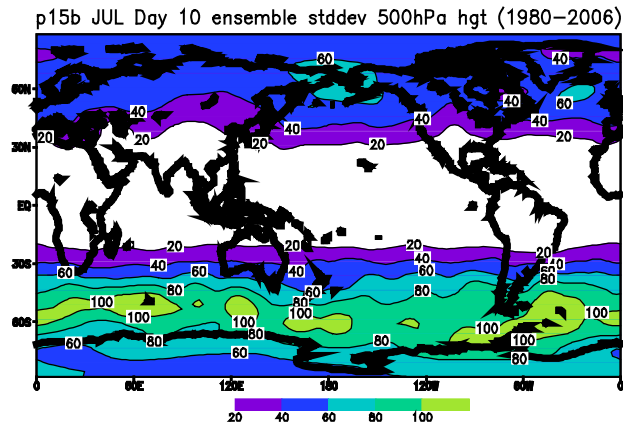 p15b JUL Day 10 ensemble stddev 500hPa hgt (1980−2006)
60 40
60N 40 60
40 40 40 40
20 20 20 20 20
30N
EQ
20 20 20 20
30S 60 40 60 40 60 40 40 60
80 80 60 80 80 80
100 100 100 100 100 100
60S 60 80 80 60 80 80
0 60E 120E 180 120W 60W 0
20 40 60 80 100